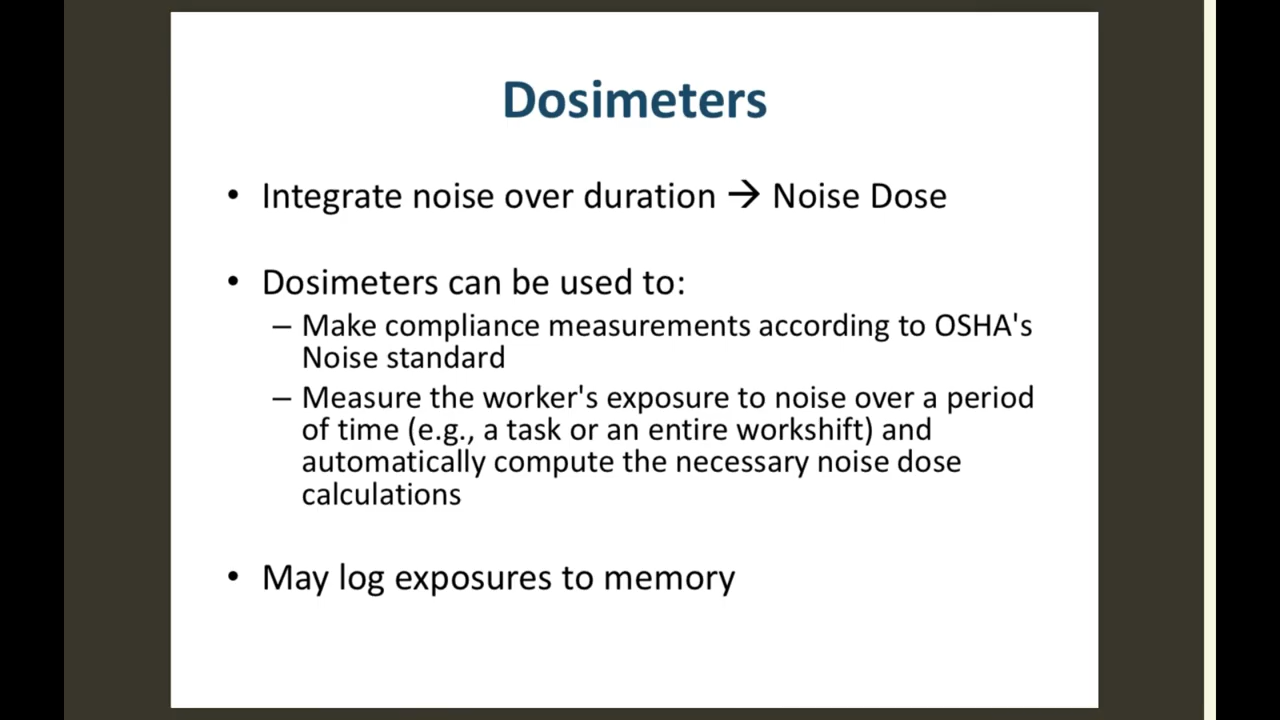 Dosimeters
• Integrate noise over duration → Noise Dose
• Dosimeters can be used to:
– Make compliance measurements according to OSHA's
Noise standard
– Measure the worker's exposure to noise over a period
of time (e.g., a task or an entire workshift) and
automatically compute the necessary noise dose
calculations
• May log exposures to memory